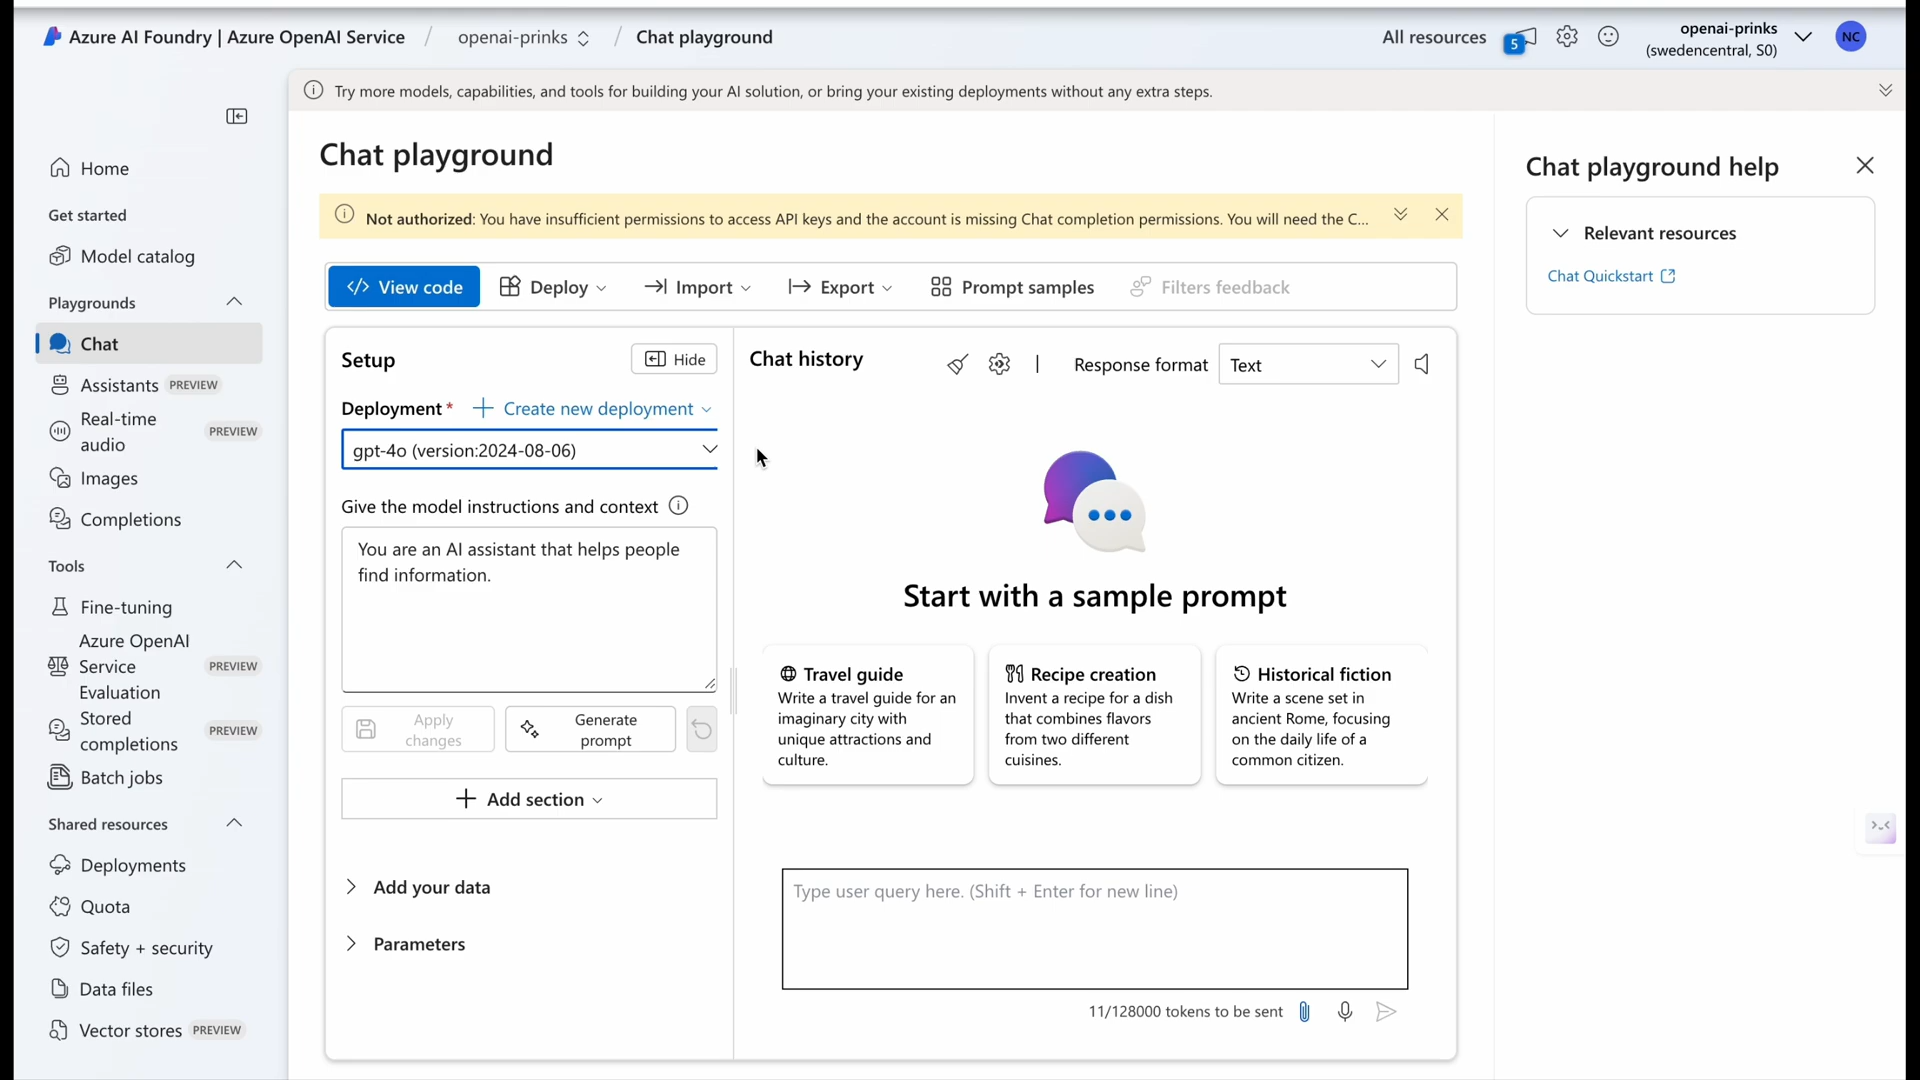 Azure AI Foundry | Azure OpenAI Service / openai-prinks / Chat playground
All resources
5
openai-prinks
(swedencentral, S0)
NC
Try more models, capabilities, and tools for building your AI solution, or bring your existing deployments without any extra steps.
Home
Get started
Model catalog
Playgrounds
Chat
Assistants PREVIEW
Real-time
audio
PREVIEW
Images
Completions
Tools
Fine-tuning
Azure OpenAI
Service
Evaluation
PREVIEW
Stored
completions
PREVIEW
Batch jobs
Shared resources
Deployments
Quota
Safety + security
Data files
Vector stores PREVIEW
Chat playground
Not authorized: You have insufficient permissions to access API keys and the account is missing Chat completion permissions. You will need the C...
View code
Deploy
Import
Export
Prompt samples
Filters feedback
Setup
Hide
Deployment *
Create new deployment
gpt-4o (version:2024-08-06)
Give the model instructions and context
You are an AI assistant that helps people
find information.
Apply
changes
Generate
prompt
Add section
Add your data
Parameters
Chat history
Response format
Text
Start with a sample prompt
Travel guide
Write a travel guide for an
imaginary city with
unique attractions and
culture.
Recipe creation
Invent a recipe for a dish
that combines flavors
from two different
cuisines.
Historical fiction
Write a scene set in
ancient Rome, focusing
on the daily life of a
common citizen.
Type user query here. (Shift + Enter for new line)
11/128000 tokens to be sent
Chat playground help
Relevant resources
Chat Quickstart